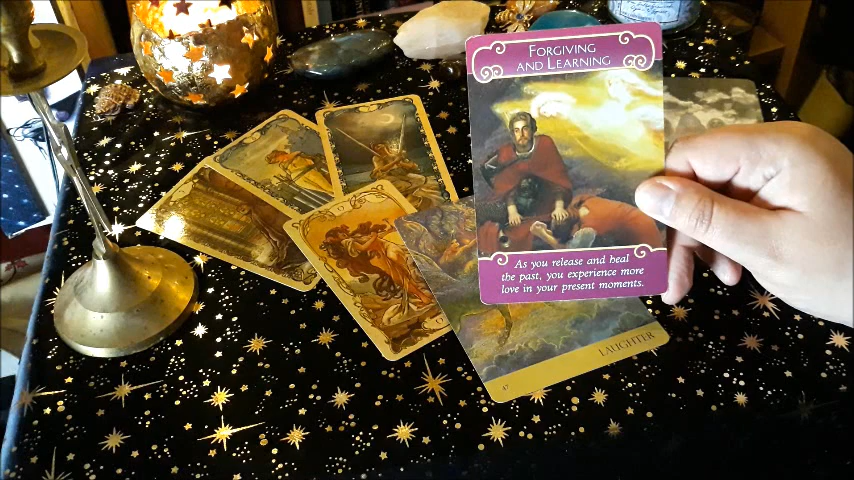 FORGIVING
AND LEARNING
As you release and heal
the past, you experience more
love in your present moments.
LAUGHTER
47